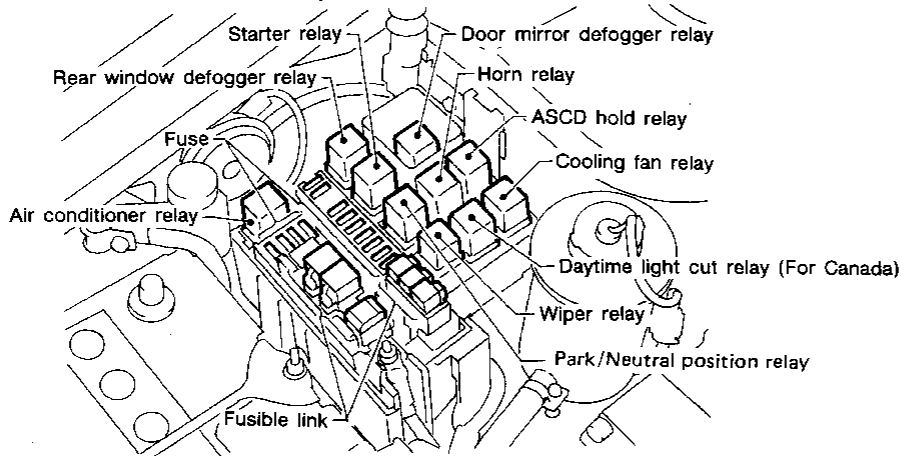 Starter relay
Door mirror defogger relay
Rear window defogger relay
Horn relay
ASCD hold relay
Fuse
Cooling fan relay
Air conditioner relay
Daytime light cut relay (For Canada)
Wiper relay
Park/Neutral position relay
Fusible link